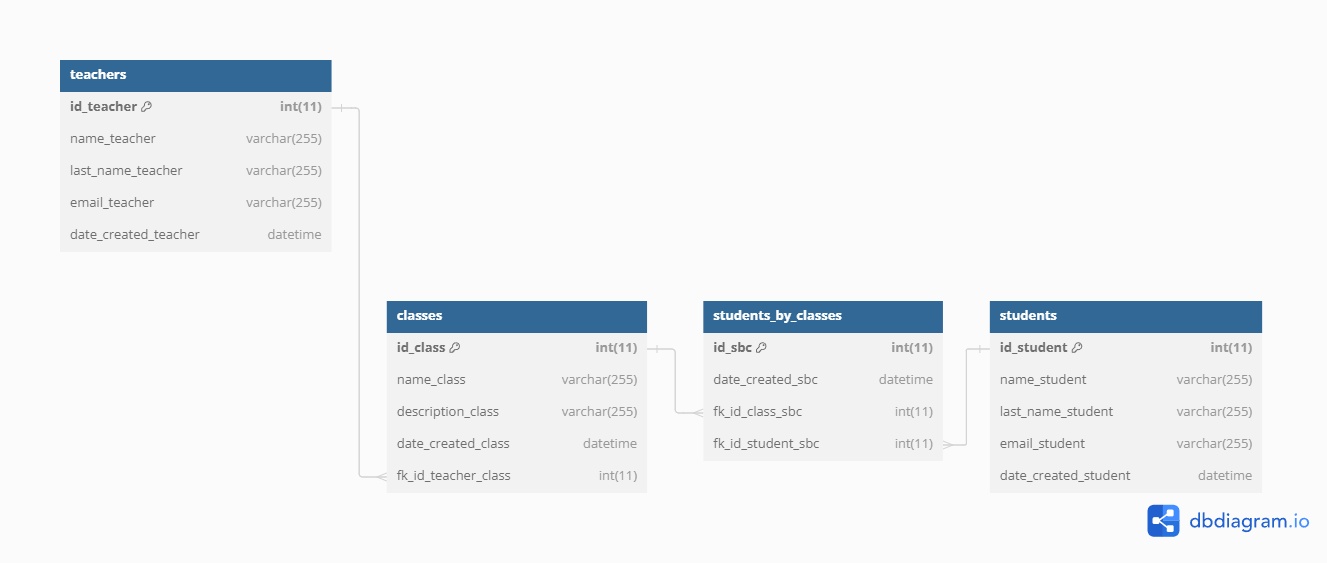 teachers
id_teacher int(11)
name_teacher varchar(255)
last_name_teacher varchar(255)
email_teacher varchar(255)
date_created_teacher datetime
classes
id_class int(11)
name_class varchar(255)
description_class varchar(255)
date_created_class datetime
fk_id_teacher_class int(11)
students_by_classes
id_sbc int(11)
date_created_sbc datetime
fk_id_class_sbc int(11)
fk_id_student_sbc int(11)
students
id_student int(11)
name_student varchar(255)
last_name_student varchar(255)
email_student varchar(255)
date_created_student datetime
dbdiagram.io